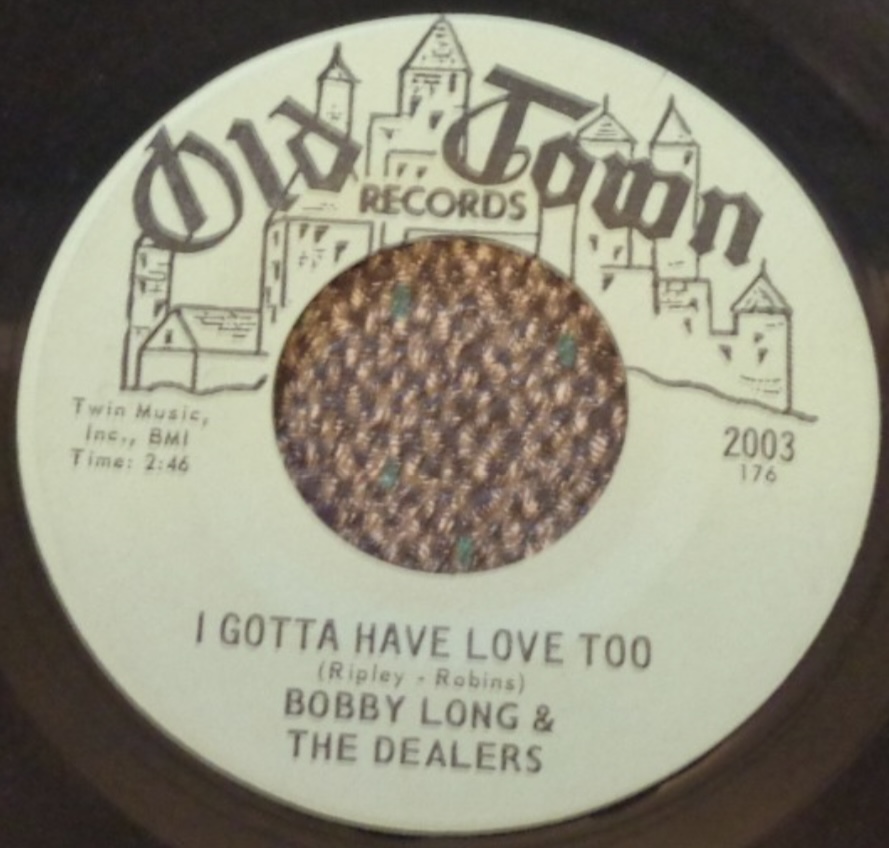 Old Town
RECORDS
Twin Music,
Inc., BMI
Time: 2:46
2003
176
I GOTTA HAVE LOVE TOO
(Ripley - Robins)
BOBBY LONG &
THE DEALERS